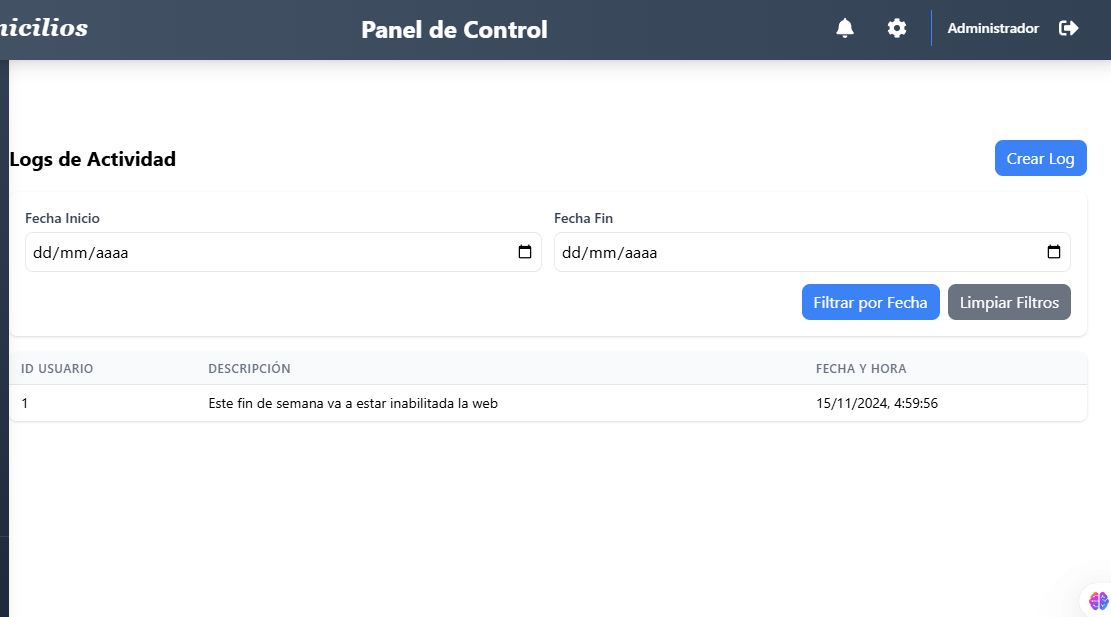 Panel de Control Administrador
Logs de Actividad Crear Log
Fecha Inicio Fecha Fin
dd/mm/aaaa dd/mm/aaaa
Filtrar por Fecha Limpiar Filtros
ID USUARIO DESCRIPCIÓN FECHA Y HORA
1 Este fin de semana va a estar inabilitada la web 15/11/2024, 4:59:56